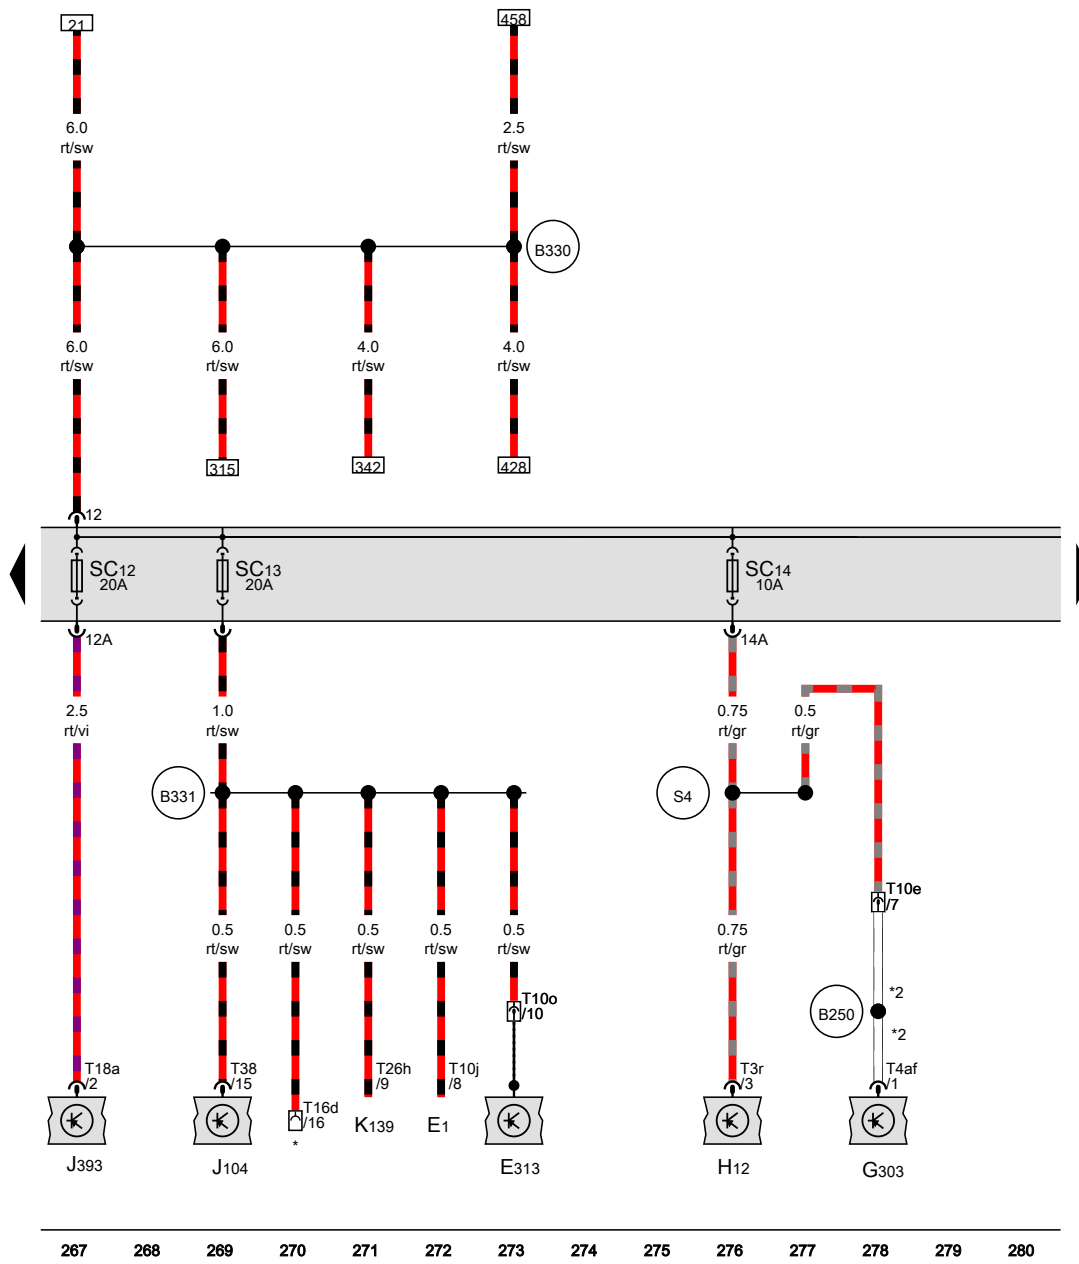 21
458
6.0
rt/sw
2.5
rt/sw
B330
6.0
rt/sw
6.0
rt/sw
4.0
rt/sw
4.0
rt/sw
315
342
428
12
SC12
20A
SC13
20A
SC14
10A
12A
14A
2.5
rt/vi
1.0
rt/sw
0.75
rt/gr
0.5
rt/gr
B331
S4
T10e
/7
0.5
rt/sw
0.5
rt/sw
0.5
rt/sw
0.5
rt/sw
0.5
rt/sw
0.75
rt/gr
*2
T10o
/10
B250
*2
T18a
/2
T38
/15
T26h
/9
T10j
/8
T3r
/3
T4af
/1
T16d
/16
*
K139
E1
J393
J104
E313
H12
G303
267 268 269 270 271 272 273 274 275 276 277 278 279 280